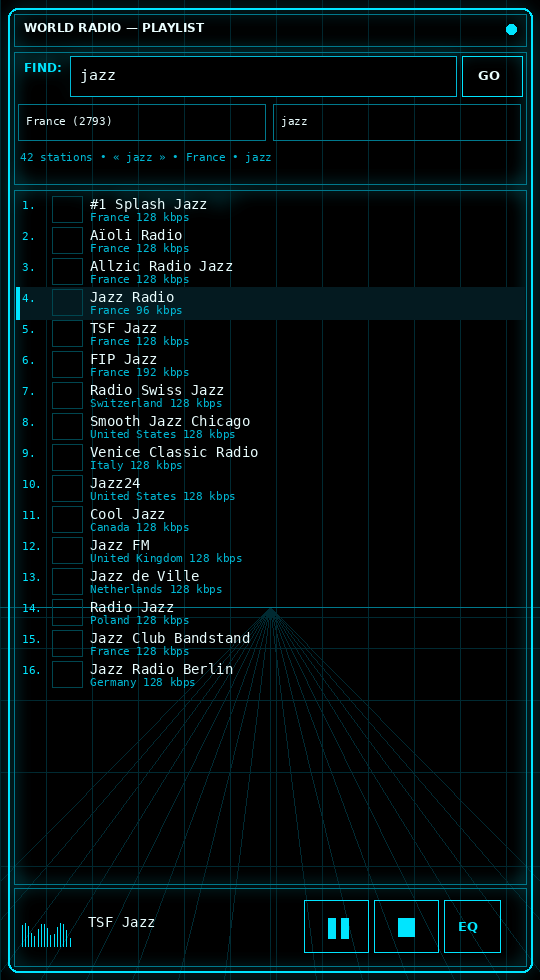 WORLD RADIO — PLAYLIST
FIND: jazz GO
France (2793) jazz
42 stations • « jazz » • France • jazz
1. #1 Splash Jazz
France 128 kbps
2. Aïoli Radio
France 128 kbps
3. Allzic Radio Jazz
France 128 kbps
4. Jazz Radio
France 96 kbps
5. TSF Jazz
France 128 kbps
6. FIP Jazz
France 192 kbps
7. Radio Swiss Jazz
Switzerland 128 kbps
8. Smooth Jazz Chicago
United States 128 kbps
9. Venice Classic Radio
Italy 128 kbps
10. Jazz24
United States 128 kbps
11. Cool Jazz
Canada 128 kbps
12. Jazz FM
United Kingdom 128 kbps
13. Jazz de Ville
Netherlands 128 kbps
14. Radio Jazz
Poland 128 kbps
15. Jazz Club Bandstand
France 128 kbps
16. Jazz Radio Berlin
Germany 128 kbps
TSF Jazz EQ